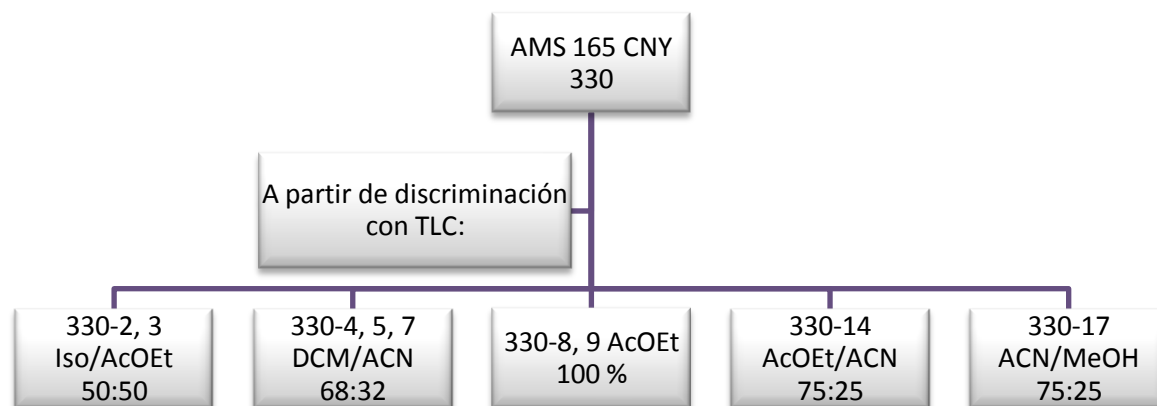 AMS 165 CNY
330
A partir de discriminación
con TLC:
330-2, 3
Iso/AcOEt
50:50
330-4, 5, 7
DCM/ACN
68:32
330-8, 9 AcOEt
100 %
330-14
AcOEt/ACN
75:25
330-17
ACN/MeOH
75:25